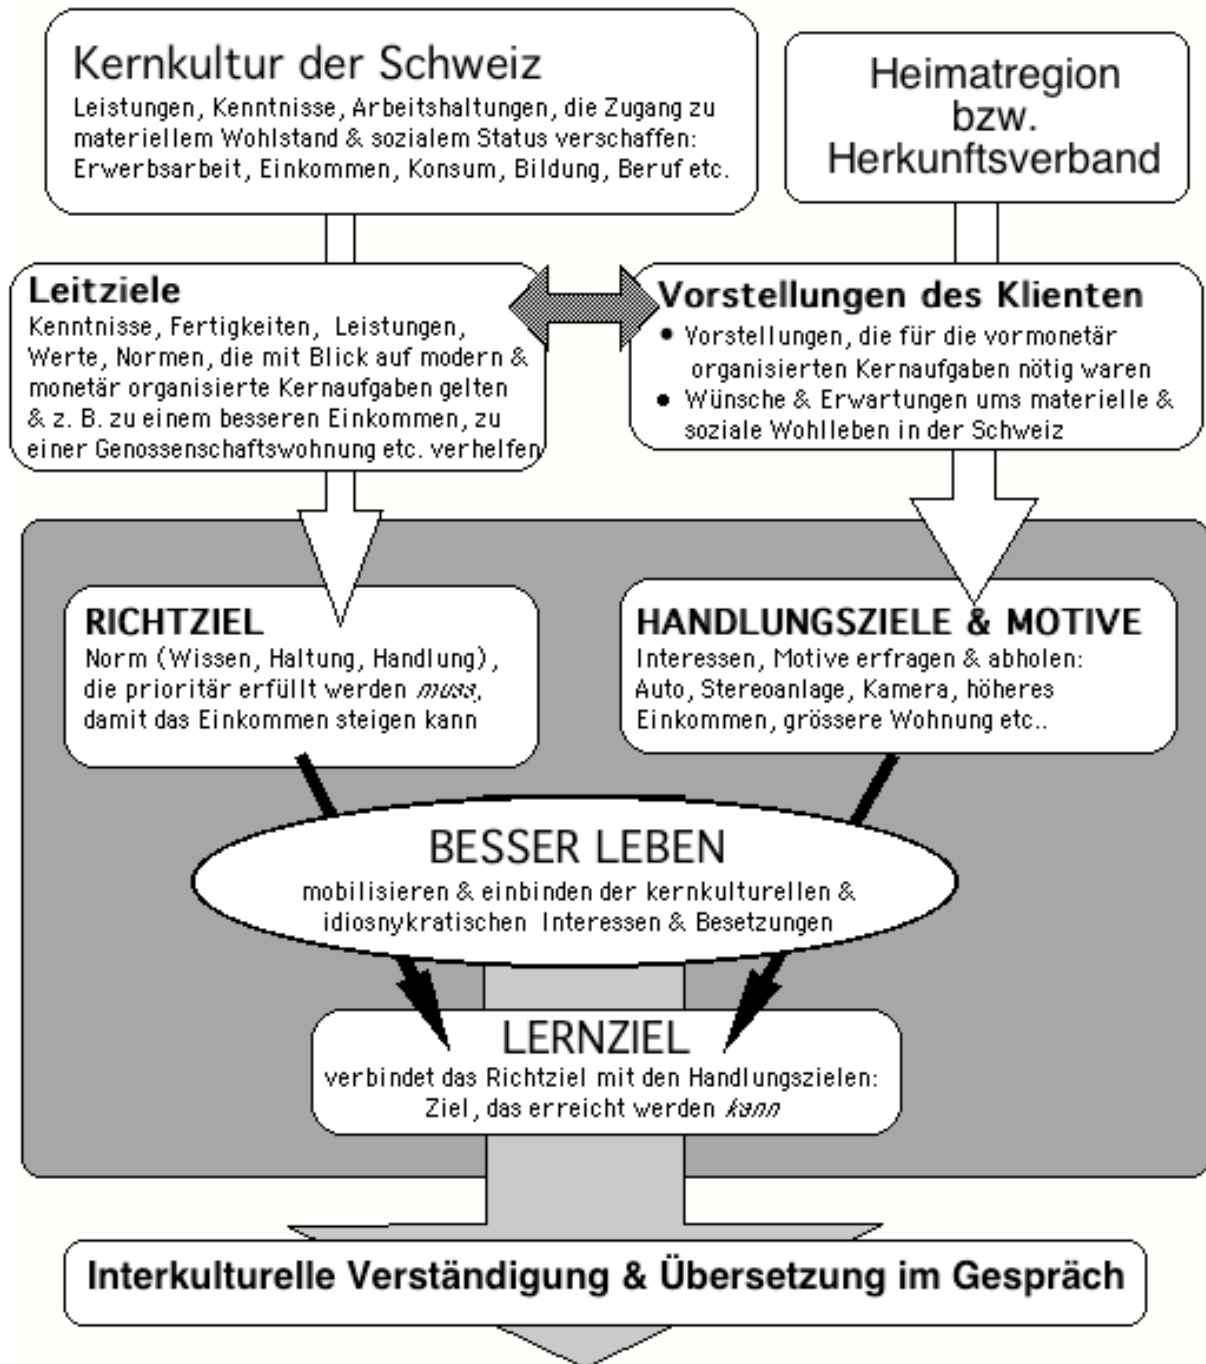 Kernkultur der Schweiz
Leistungen, Kenntnisse, Arbeitshaltungen, die Zugang zu
materiellem Wohlstand & sozialem Status verschaffen:
Erwerbsarbeit, Einkommen, Konsum, Bildung, Beruf etc.
Heimatregion
bzw.
Herkunftsverband
Leitziele
Kenntnisse, Fertigkeiten, Leistungen,
Werte, Normen, die mit Blick auf modern &
monetär organisierte Kernaufgaben gelten
& z. B. zu einem besseren Einkommen, zu
einer Genossenschaftswohnung etc. verhelfen
Vorstellungen des Klienten
● Vorstellungen, die für die vormonetär
organisierten Kernaufgaben nötig waren
● Wünsche & Erwartungen ums materielle &
soziale Wohlleben in der Schweiz
RICHTZIEL
Norm (Wissen, Haltung, Handlung),
die prioritär erfüllt werden muss,
damit das Einkommen steigen kann
HANDLUNGSZIELE & MOTIVE
Interessen, Motive erfragen & abholen:
Auto, Stereoanlage, Kamera, höheres
Einkommen, grössere Wohnung etc..
BESSER LEBEN
mobilisieren & einbinden der kernkulturellen &
idiosnykratischen Interessen & Besetzungen
LERNZIEL
verbindet das Richtziel mit den Handlungszielen:
Ziel, das erreicht werden kann
Interkulturelle Verständigung & Übersetzung im Gespräch